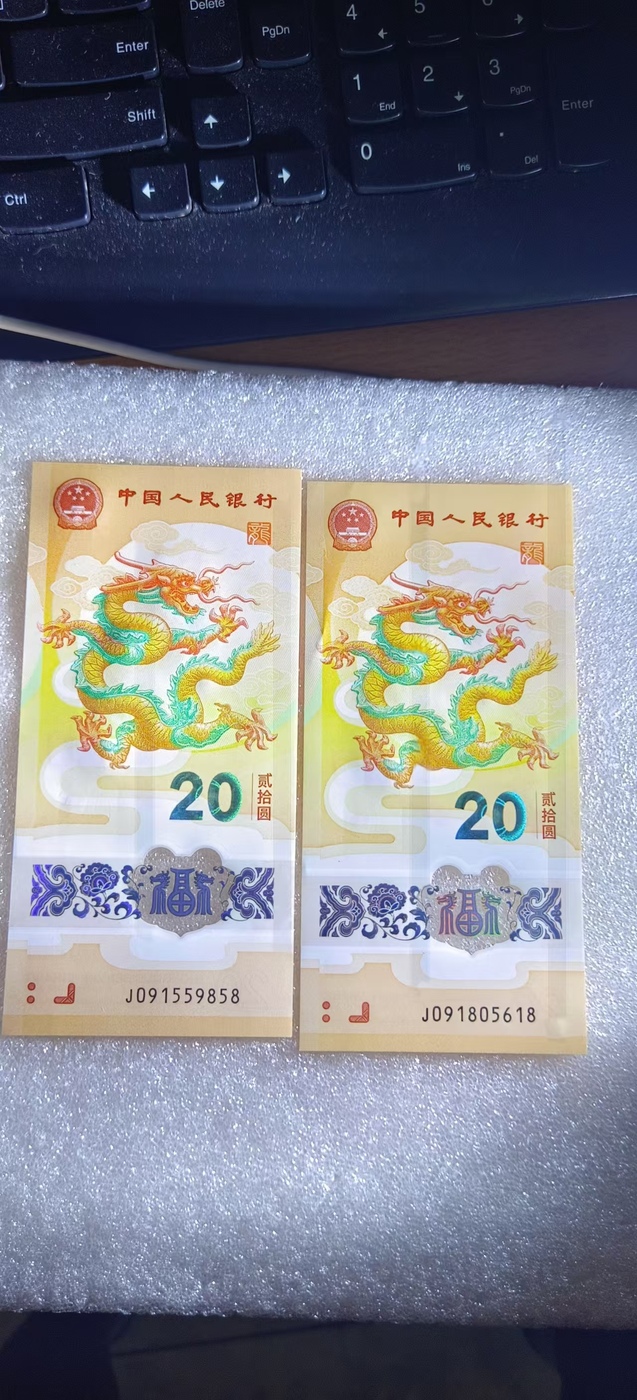 Delete
PgDn
4
5
Enter
1
End
2
3
PgDn
Enter
Shift
0
Ins
.
Del
Ctrl
中国人民银行
龍
20
贰拾圆
福
J091559858
中国人民银行
龍
20
贰拾圆
福
J091805618